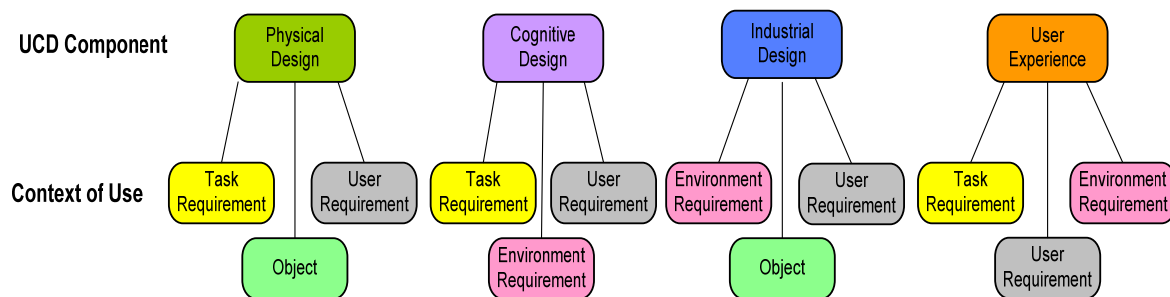 UCD Component
Physical
Design
Cognitive
Design
Industrial
Design
User
Experience
Context of Use
Task
Requirement
User
Requirement
Task
Requirement
User
Requirement
Environment
Requirement
User
Requirement
Task
Requirement
Environment
Requirement
Object
Environment
Requirement
Object
User
Requirement